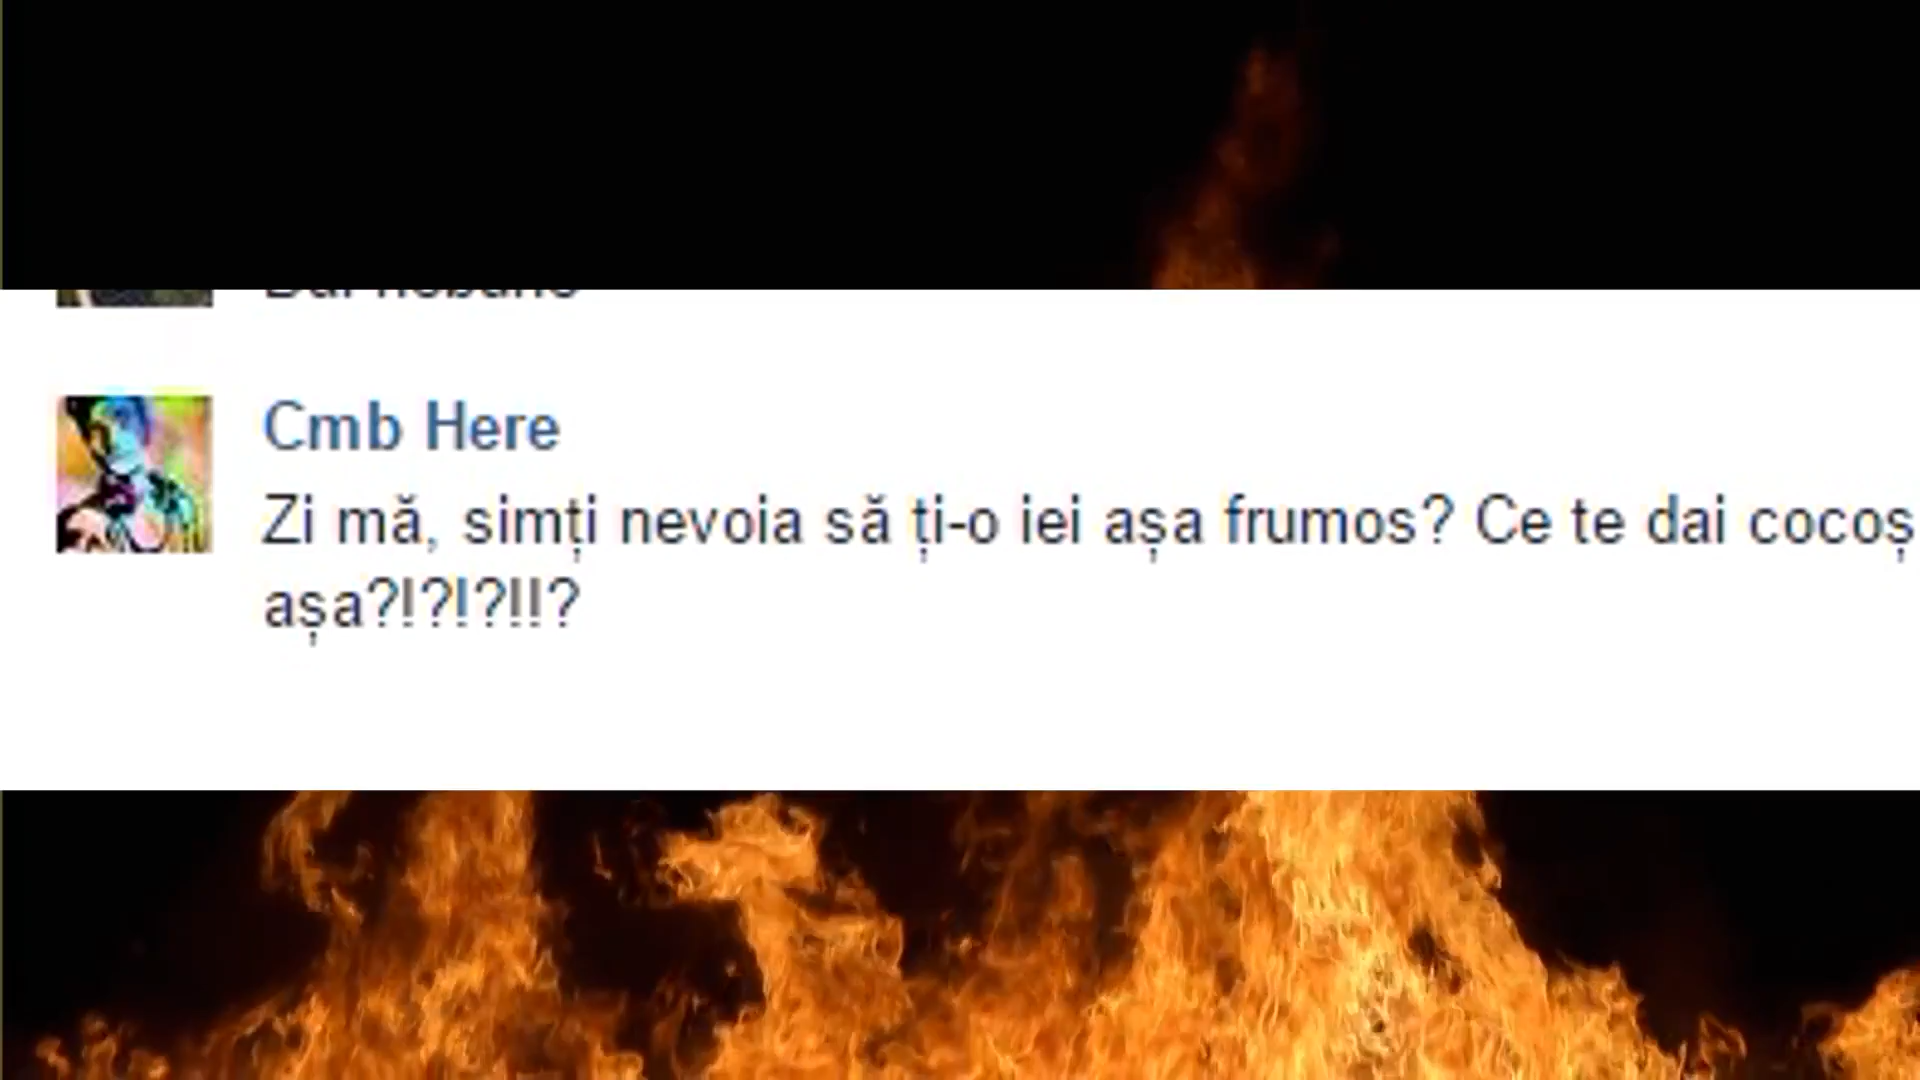 Cmb Here
Zi mă, simți nevoia să ți-o iei așa frumos? Ce te dai cocoș
așa?!?!?!!?